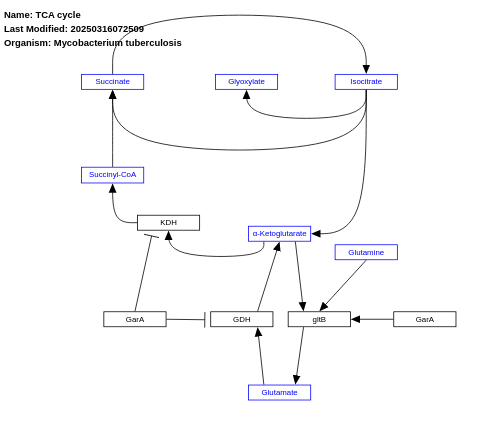 Name: TCA cycle
Last Modified: 20250316072509
Organism: Mycobacterium tuberculosis
Succinate
Glyoxylate
Isocitrate
Succinyl-CoA
KDH
α-Ketoglutarate
Glutamine
GarA
GDH
gltB
GarA
Glutamate